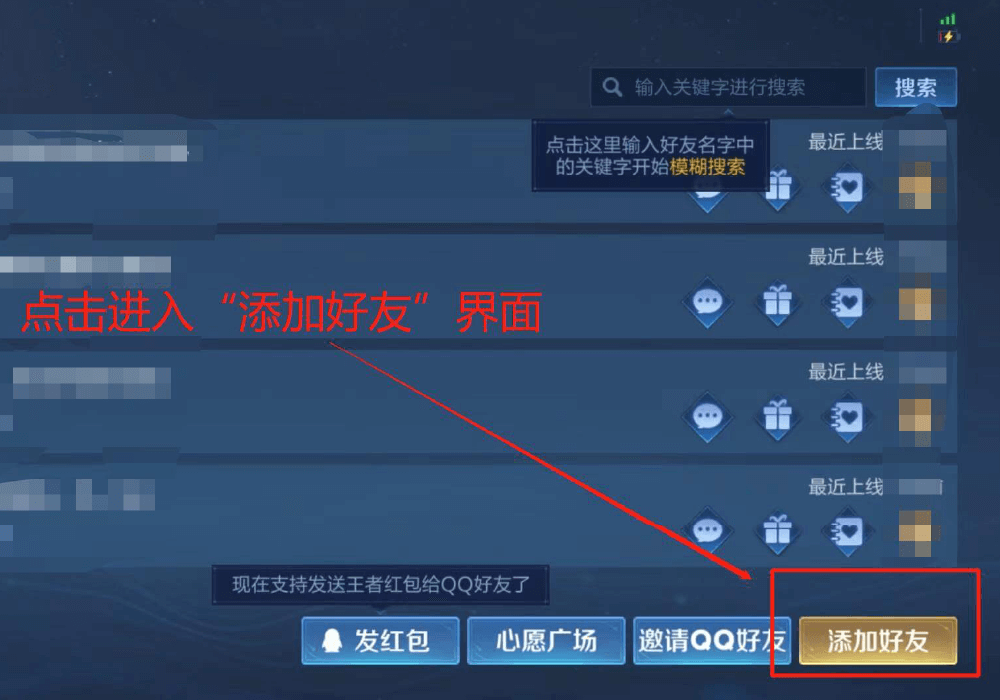 输入关键字进行搜索
搜索
点击这里输入好友名字中
的关键字开始模糊搜索
最近上线
最近上线
点击进入“添加好友”界面
最近上线
最近上线
现在支持发送王者红包给QQ好友了
发红包
心愿广场
邀请QQ好友
添加好友